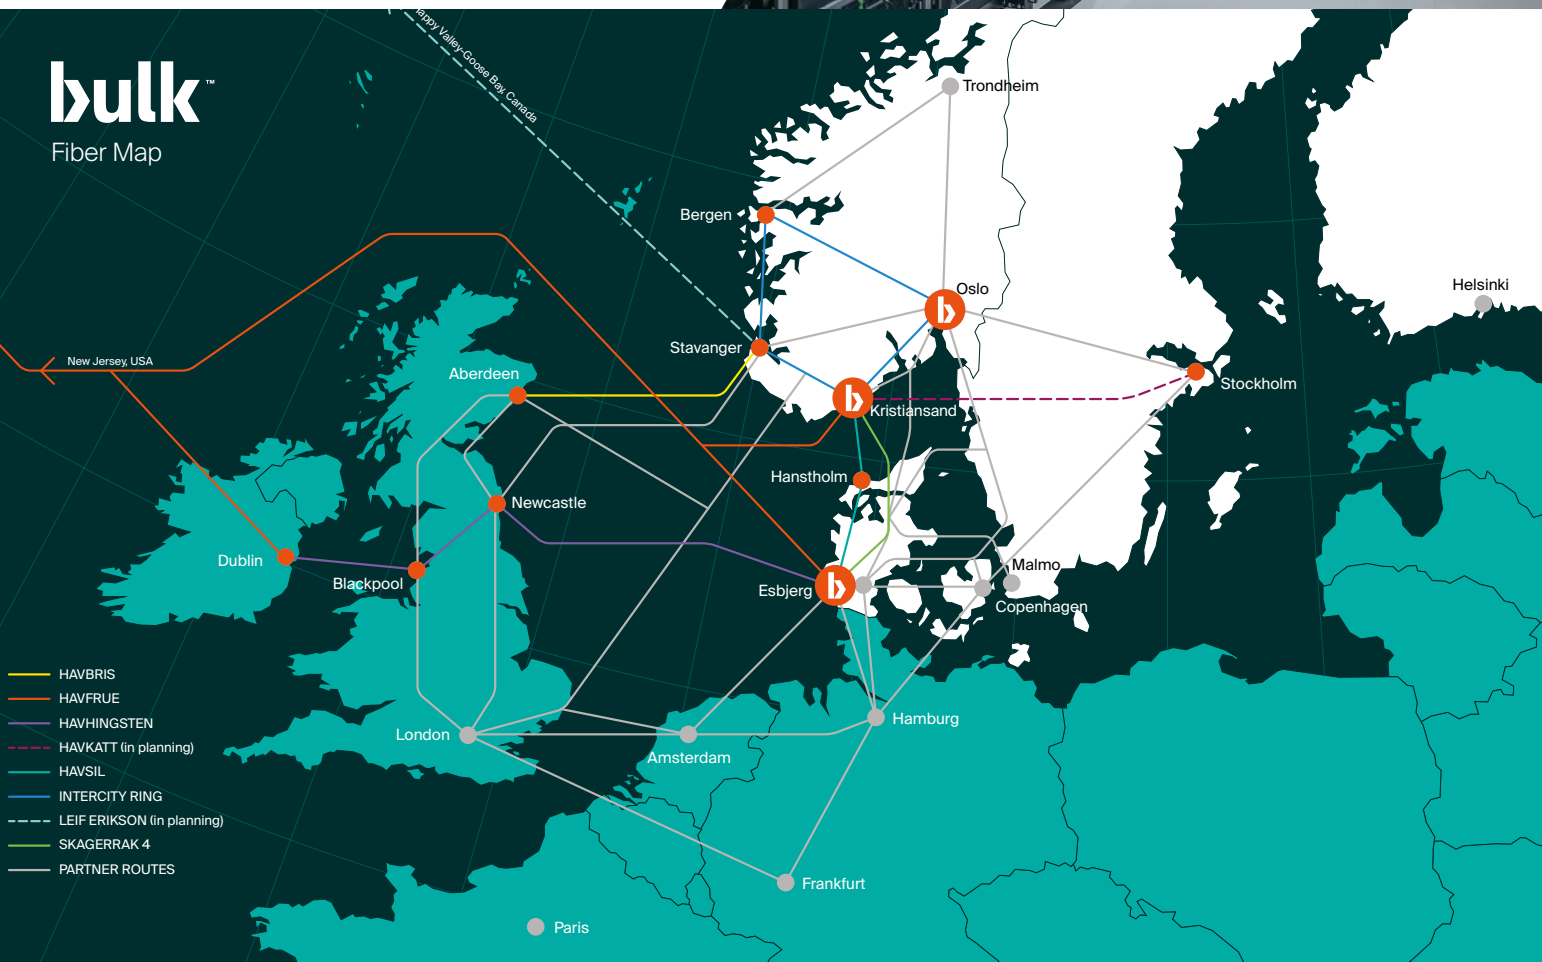 bulk™
Fiber Map
Happy Valley-Goose Bay, Canada
Trondheim
Bergen
Oslo
Helsinki
Stavanger
New Jersey, USA
Aberdeen
Stockholm
Kristiansand
Hanstholm
Newcastle
Dublin
Blackpool
Malmo
Esbjerg
Copenhagen
HAVBRIS
HAVFRUE
HAVHINGSTEN
HAVKATT (in planning)
HAVSIL
INTERCITY RING
LEIF ERIKSON (in planning)
SKAGERRAK 4
PARTNER ROUTES
London
Amsterdam
Hamburg
Frankfurt
Paris